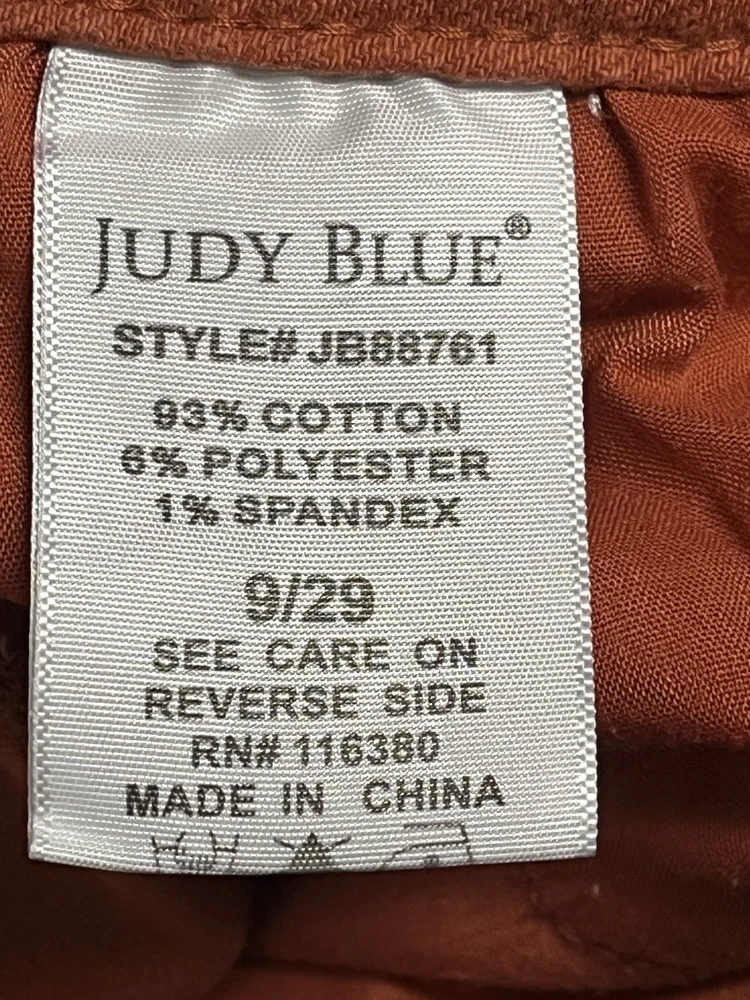 JUDY BLUE®
STYLE# JB88761
93% COTTON
6% POLYESTER
1% SPANDEX
9/29
SEE CARE ON
REVERSE SIDE
RN# 116380
MADE IN CHINA